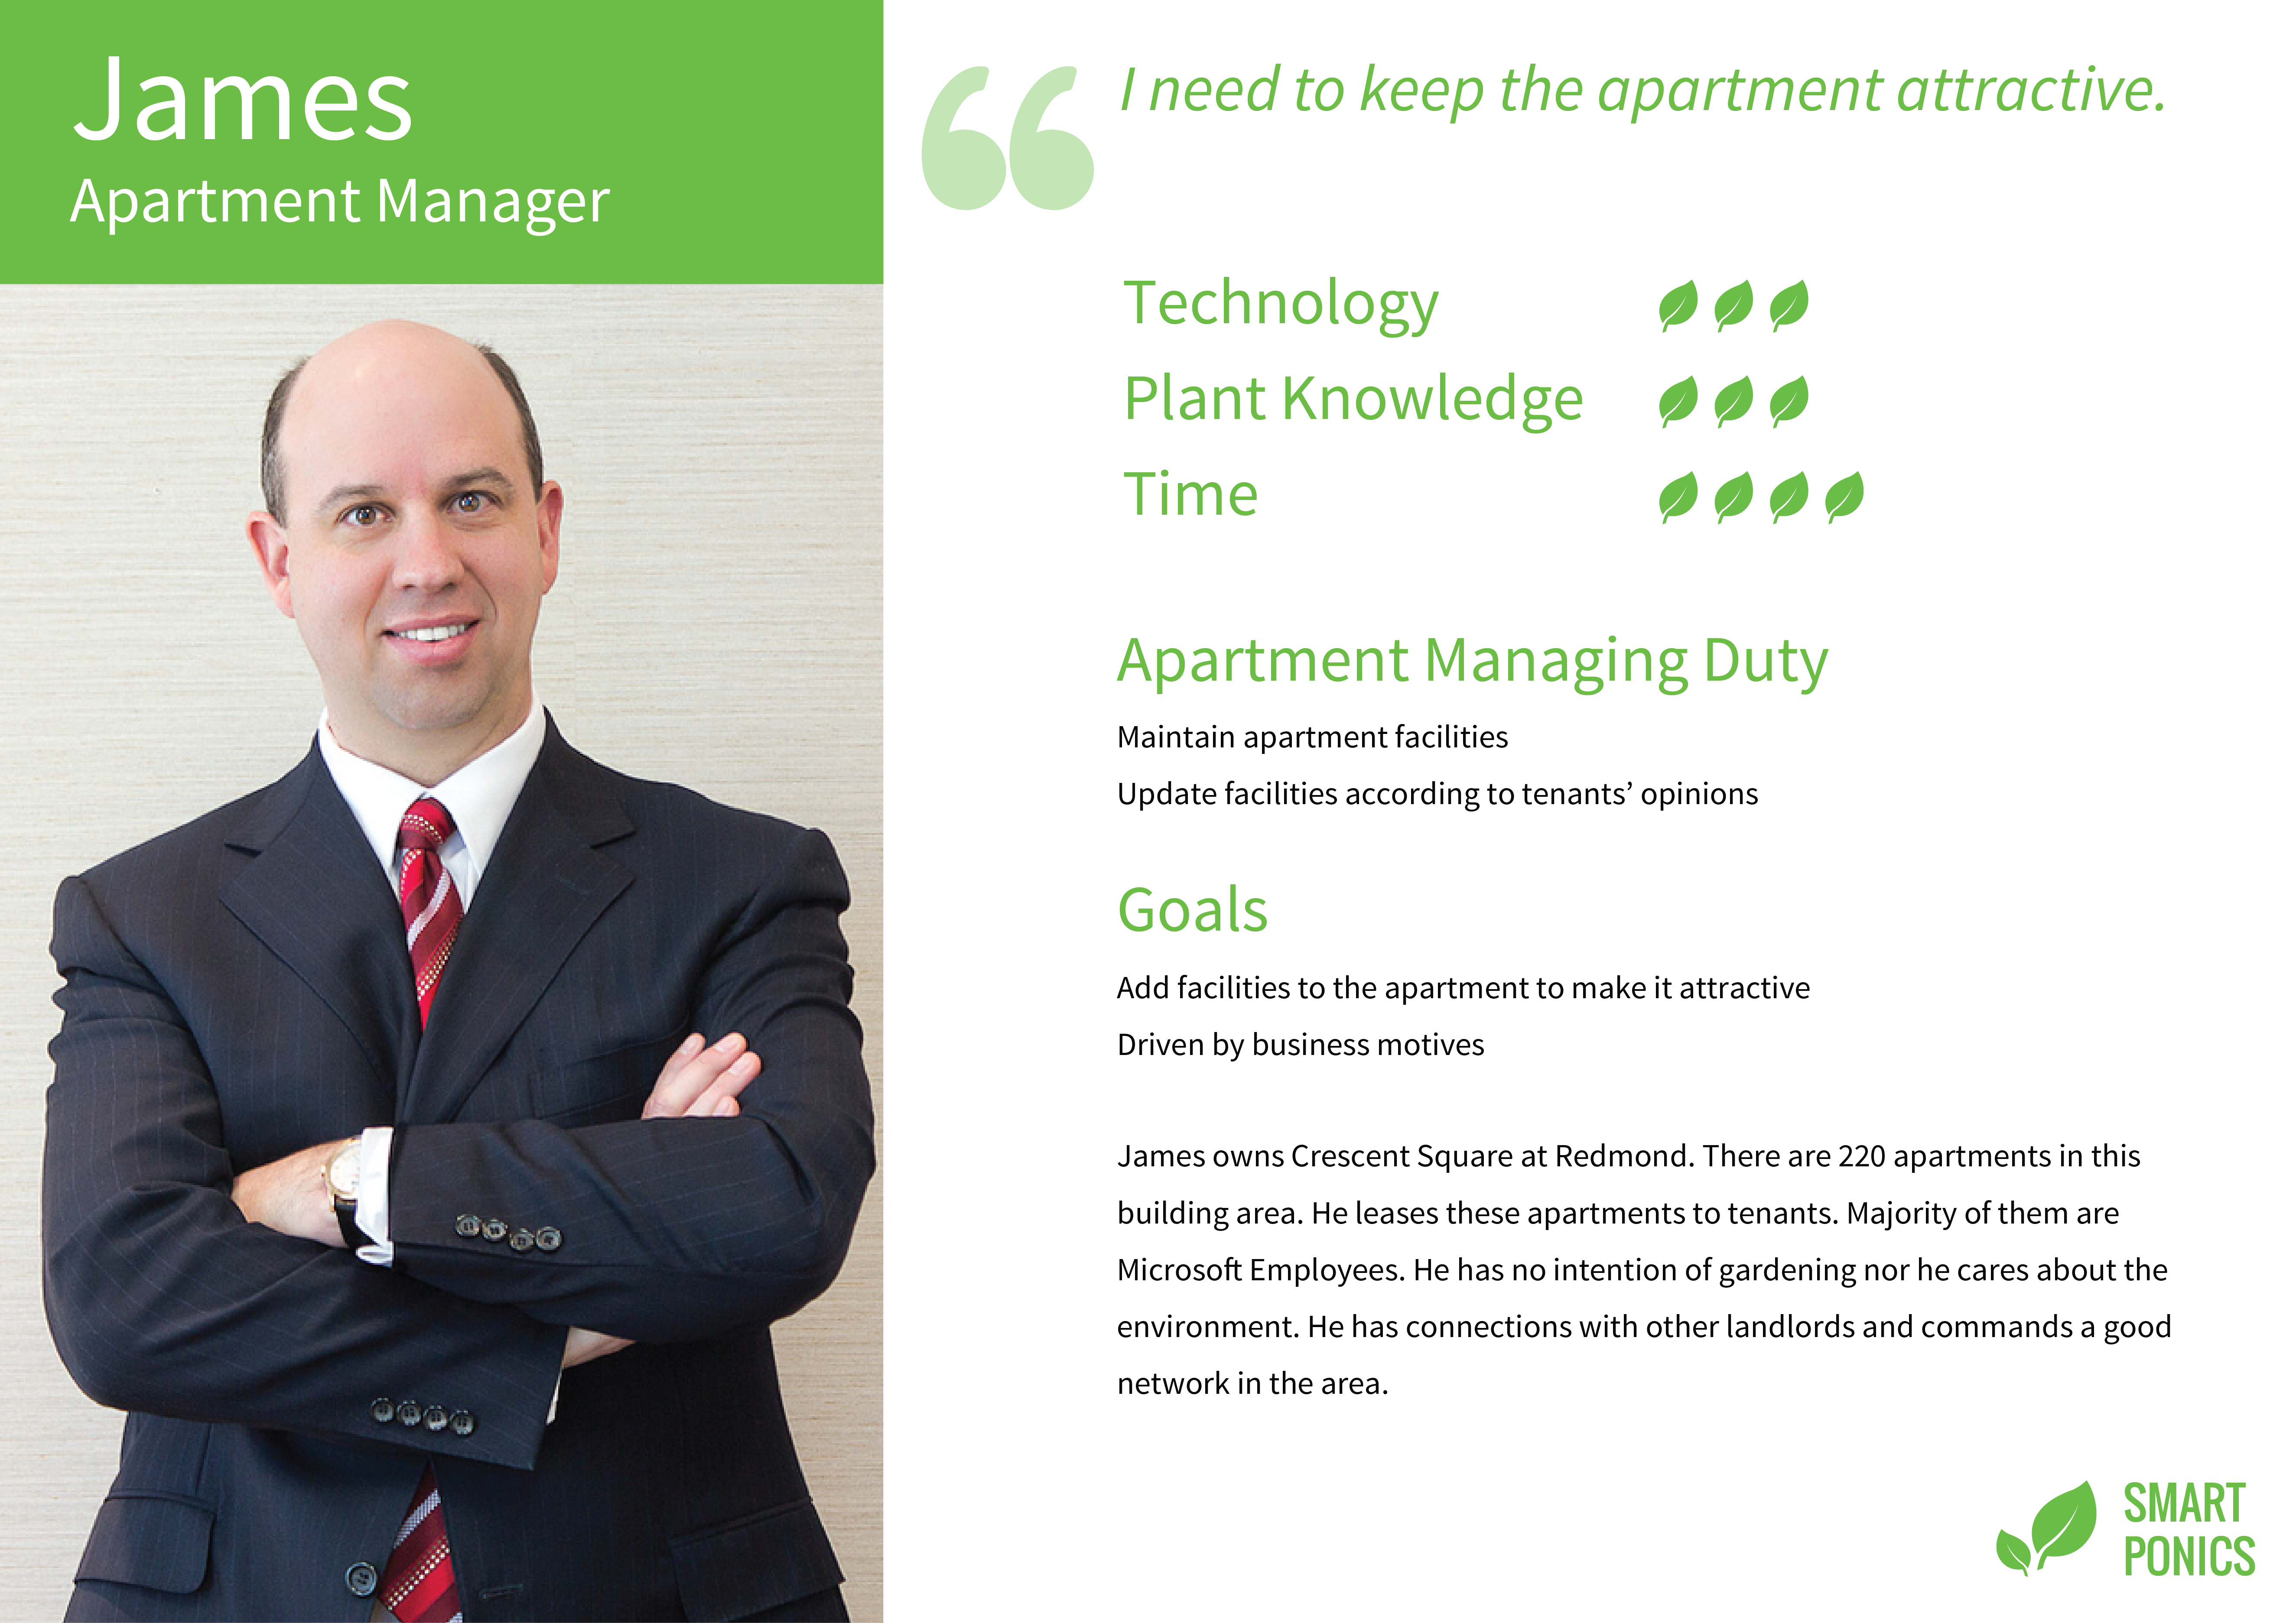 James
Apartment Manager
“ I need to keep the apartment attractive.
Technology
Plant Knowledge
Time
Apartment Managing Duty
Maintain apartment facilities
Update facilities according to tenants’ opinions
Goals
Add facilities to the apartment to make it attractive
Driven by business motives
James owns Crescent Square at Redmond. There are 220 apartments in this
building area. He leases these apartments to tenants. Majority of them are
Microsoft Employees. He has no intention of gardening nor he cares about the
environment. He has connections with other landlords and commands a good
network in the area.
SMART
PONICS